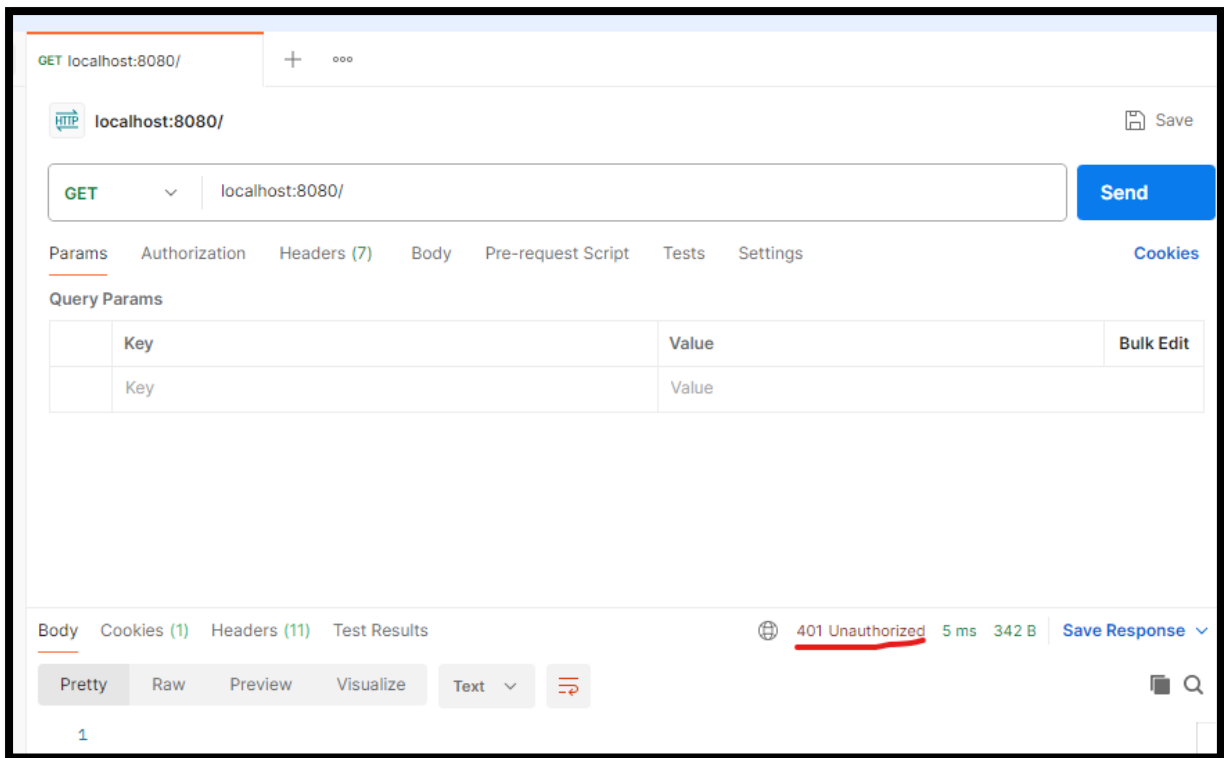 GET localhost:8080/
HTTP localhost:8080/ Save
GET localhost:8080/ Send
Params Authorization Headers (7) Body Pre-request Script Tests Settings Cookies
Query Params
Key Value Bulk Edit
Key Value
Body Cookies (1) Headers (11) Test Results 401 Unauthorized 5 ms 342 B Save Response
Pretty Raw Preview Visualize Text
1